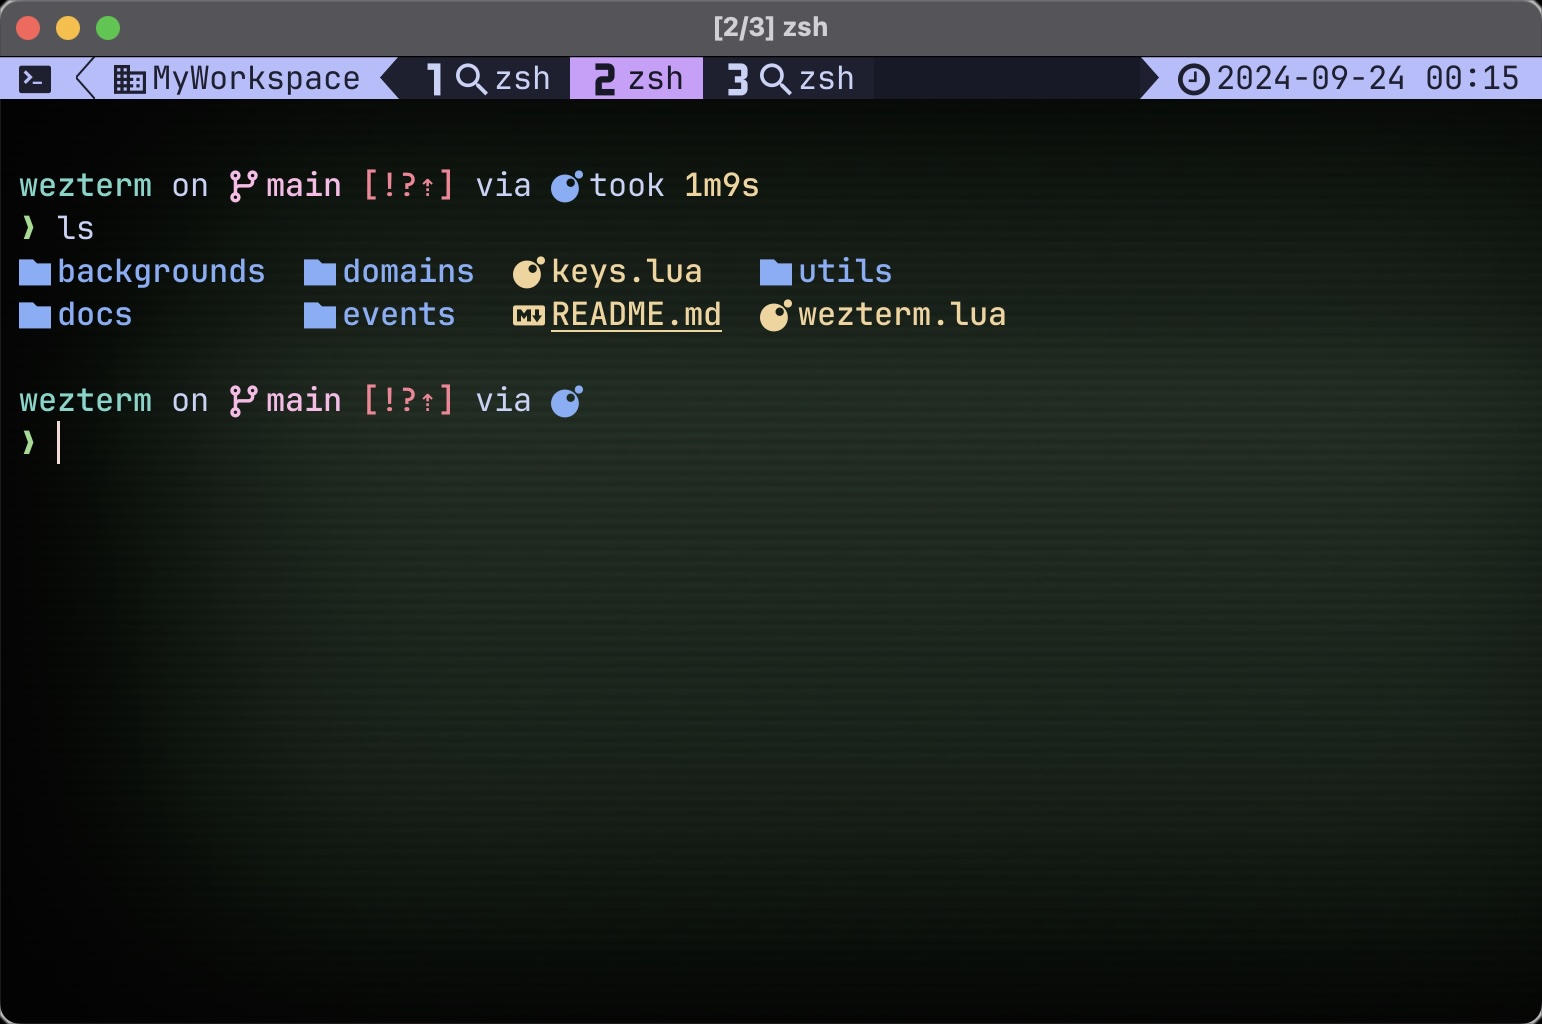 [2/3] zsh
MyWorkspace 1 zsh 2 zsh 3 zsh 2024-09-24 00:15
wezterm on main [!?⇡] via took 1m9s
❯ ls
backgrounds domains keys.lua utils
docs events README.md wezterm.lua
wezterm on main [!?⇡] via
❯